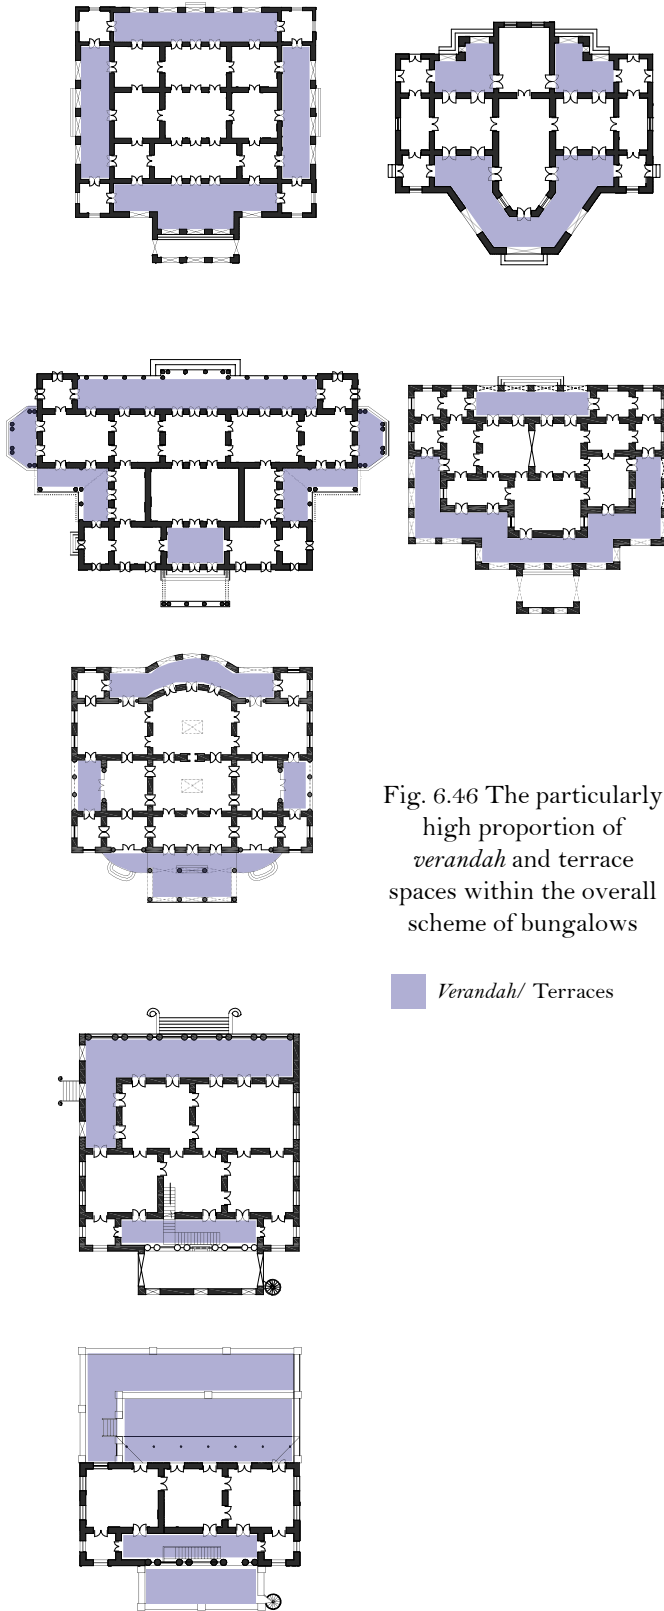 Fig. 6.46 The particularly
high proportion of
verandah and terrace
spaces within the overall
scheme of bungalows
Verandah/ Terraces